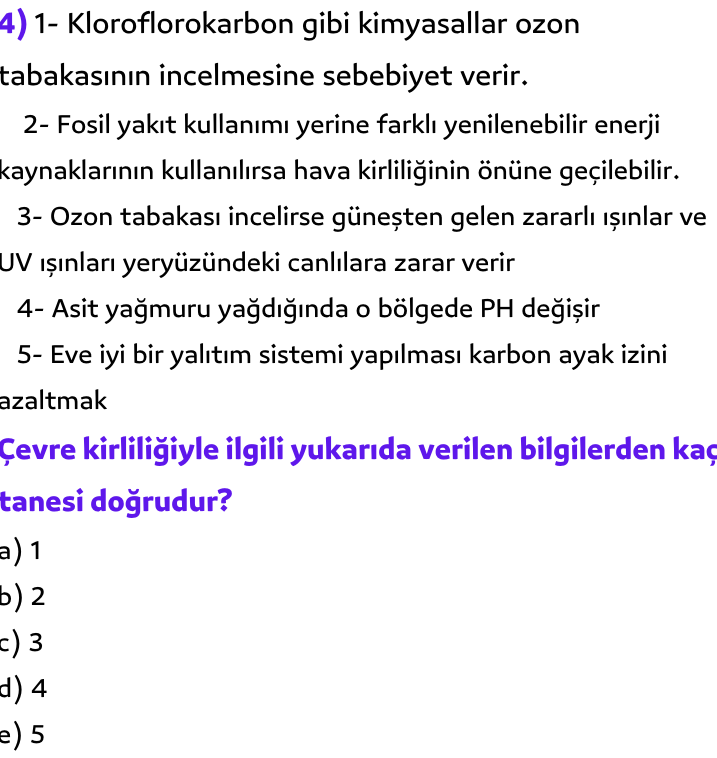 4) 1- Kloroflorokarbon gibi kimyasallar ozon
tabakasının incelmesine sebebiyet verir.
2- Fosil yakıt kullanımı yerine farklı yenilenebilir enerji
kaynaklarının kullanılırsa hava kirliliğinin önüne geçilebilir.
3- Ozon tabakası incelirse güneşten gelen zararlı ışınlar ve
UV ışınları yeryüzündeki canlılara zarar verir
4- Asit yağmuru yağdığında o bölgede PH değişir
5- Eve iyi bir yalıtım sistemi yapılması karbon ayak izini
azaltmak
Çevre kirliliğiyle ilgili yukarıda verilen bilgilerden kaç
tanesi doğrudur?
a) 1
b) 2
c) 3
d) 4
e) 5